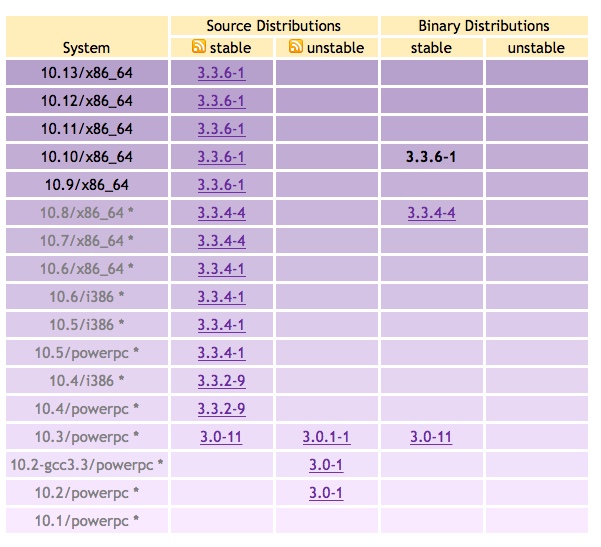 Source Distributions Binary Distributions
System stable unstable stable unstable
10.13/x86_64 3.3.6-1
10.12/x86_64 3.3.6-1
10.11/x86_64 3.3.6-1
10.10/x86_64 3.3.6-1 3.3.6-1
10.9/x86_64 3.3.6-1
10.8/x86_64 * 3.3.4-4 3.3.4-4
10.7/x86_64 * 3.3.4-4
10.6/x86_64 * 3.3.4-1
10.6/i386 * 3.3.4-1
10.5/i386 * 3.3.4-1
10.5/powerpc * 3.3.4-1
10.4/i386 * 3.3.2-9
10.4/powerpc * 3.3.2-9
10.3/powerpc * 3.0-11 3.0.1-1 3.0-11
10.2-gcc3.3/powerpc * 3.0-1
10.2/powerpc * 3.0-1
10.1/powerpc *